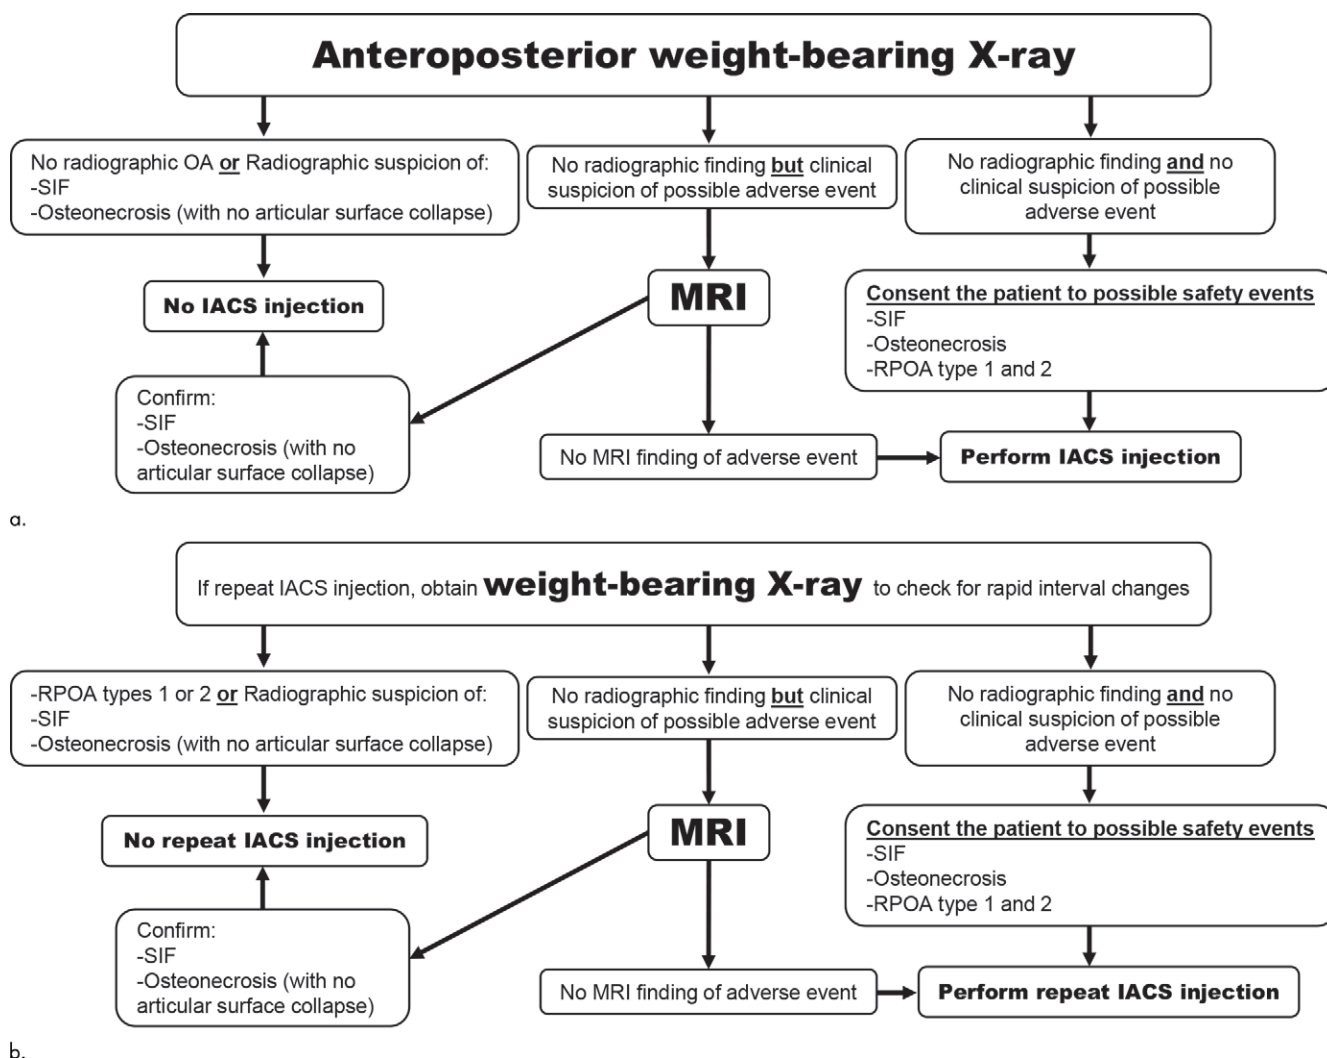 Anteroposterior weight-bearing X-ray
No radiographic OA or Radiographic suspicion of:
-SIF
-Osteonecrosis (with no articular surface collapse)
No radiographic finding but clinical
suspicion of possible adverse event
No radiographic finding and no
clinical suspicion of possible
adverse event
No IACS injection
MRI
Consent the patient to possible safety events
-SIF
-Osteonecrosis
-RPOA type 1 and 2
Confirm:
-SIF
-Osteonecrosis (with no
articular surface collapse)
No MRI finding of adverse event
Perform IACS injection
a.
If repeat IACS injection, obtain weight-bearing X-ray to check for rapid interval changes
-RPOA types 1 or 2 or Radiographic suspicion of:
-SIF
-Osteonecrosis (with no articular surface collapse)
No radiographic finding but clinical
suspicion of possible adverse event
No radiographic finding and no
clinical suspicion of possible
adverse event
No repeat IACS injection
MRI
Consent the patient to possible safety events
-SIF
-Osteonecrosis
-RPOA type 1 and 2
Confirm:
-SIF
-Osteonecrosis (with no
articular surface collapse)
No MRI finding of adverse event
Perform repeat IACS injection
b.